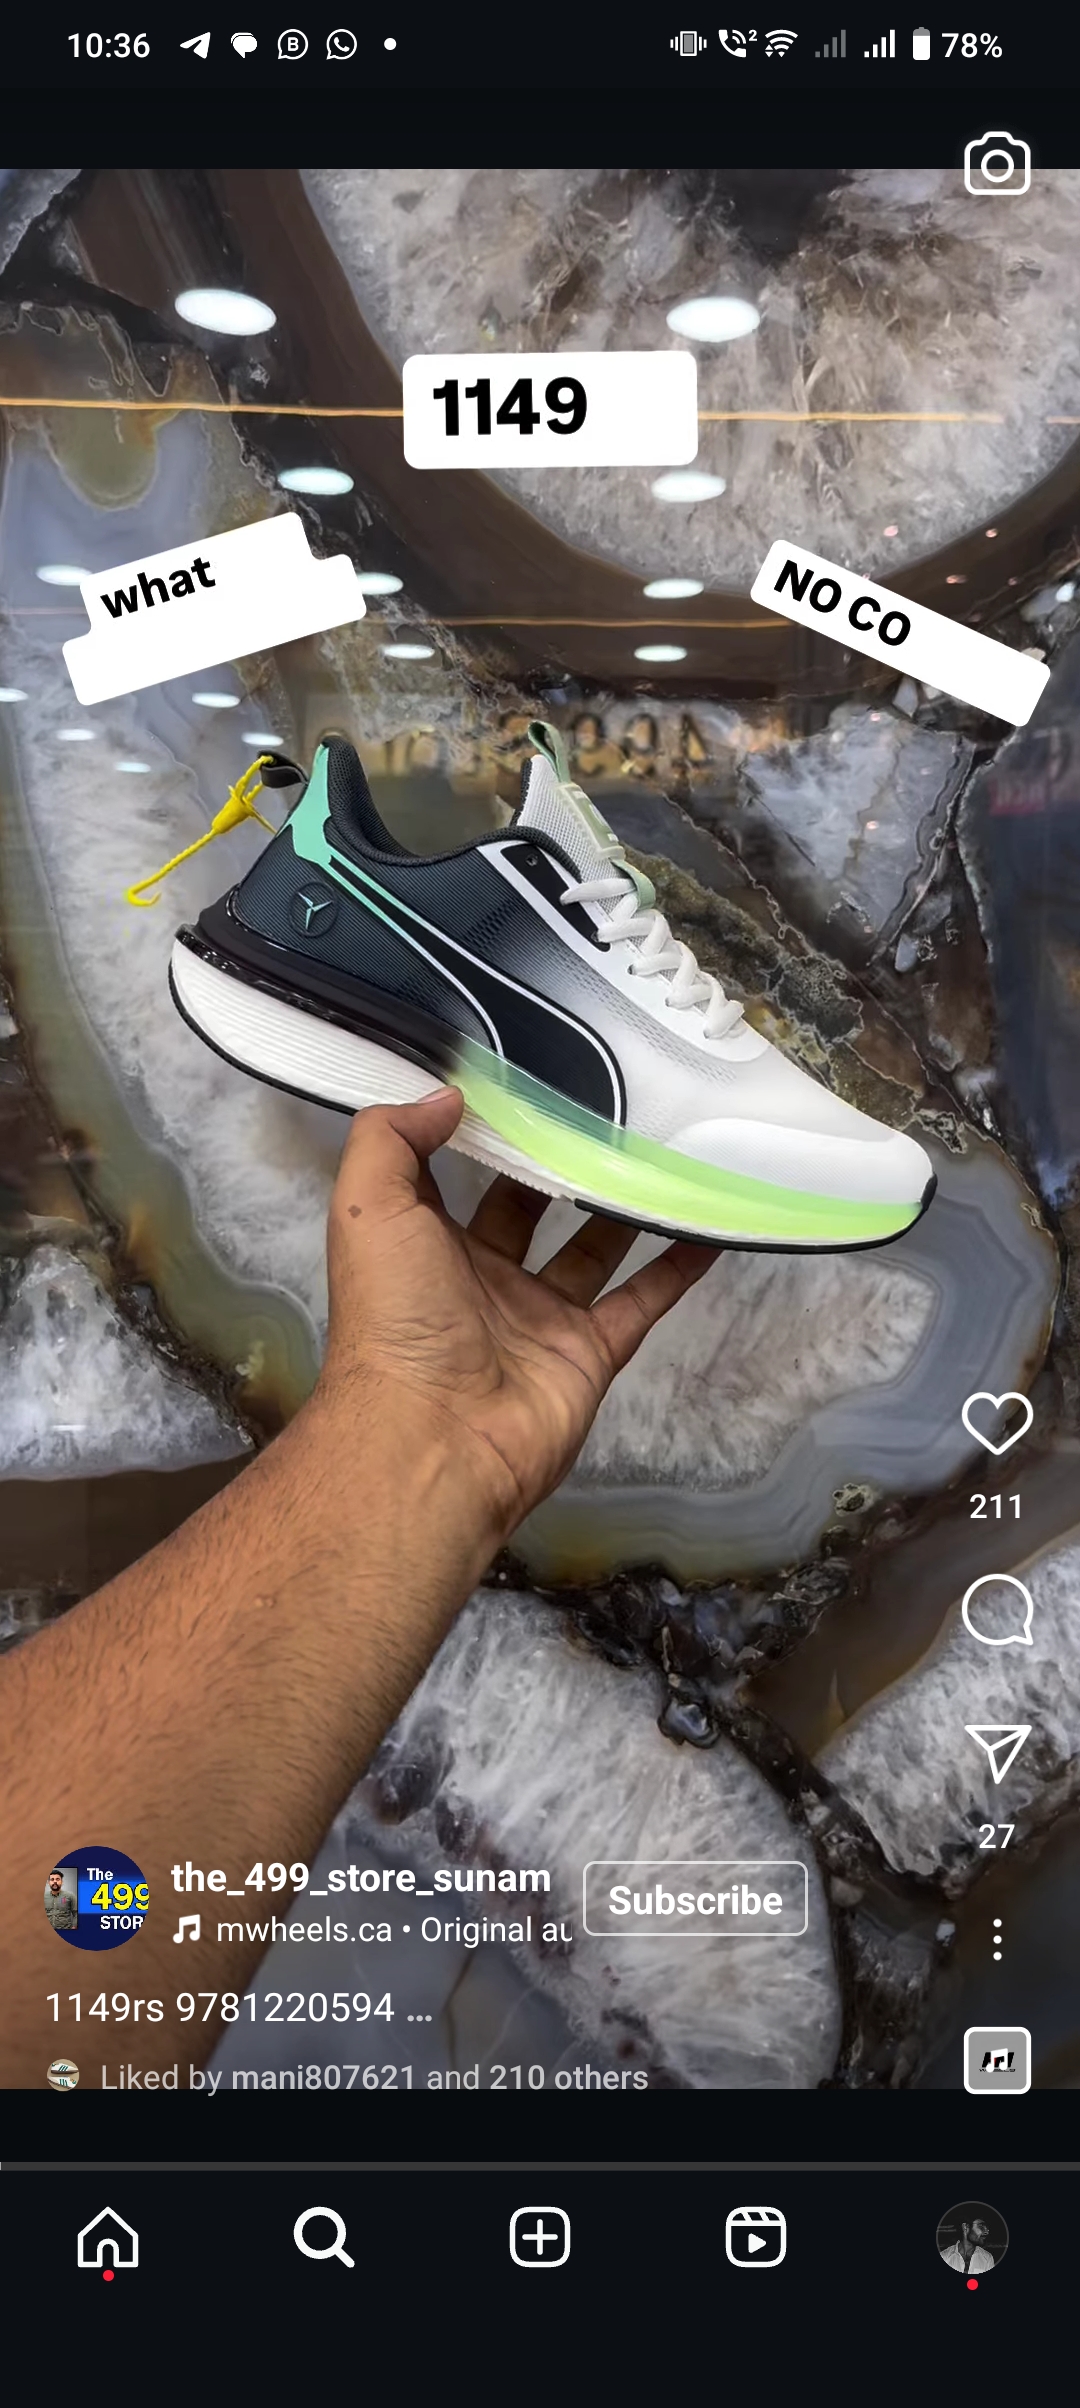 10:36
2
78%
1149
what
NO CO
211
27
The
499
STOR
the_499_store_sunam
Subscribe
mwheels.ca • Original au
1149rs 9781220594 ...
Liked by mani807621 and 210 others